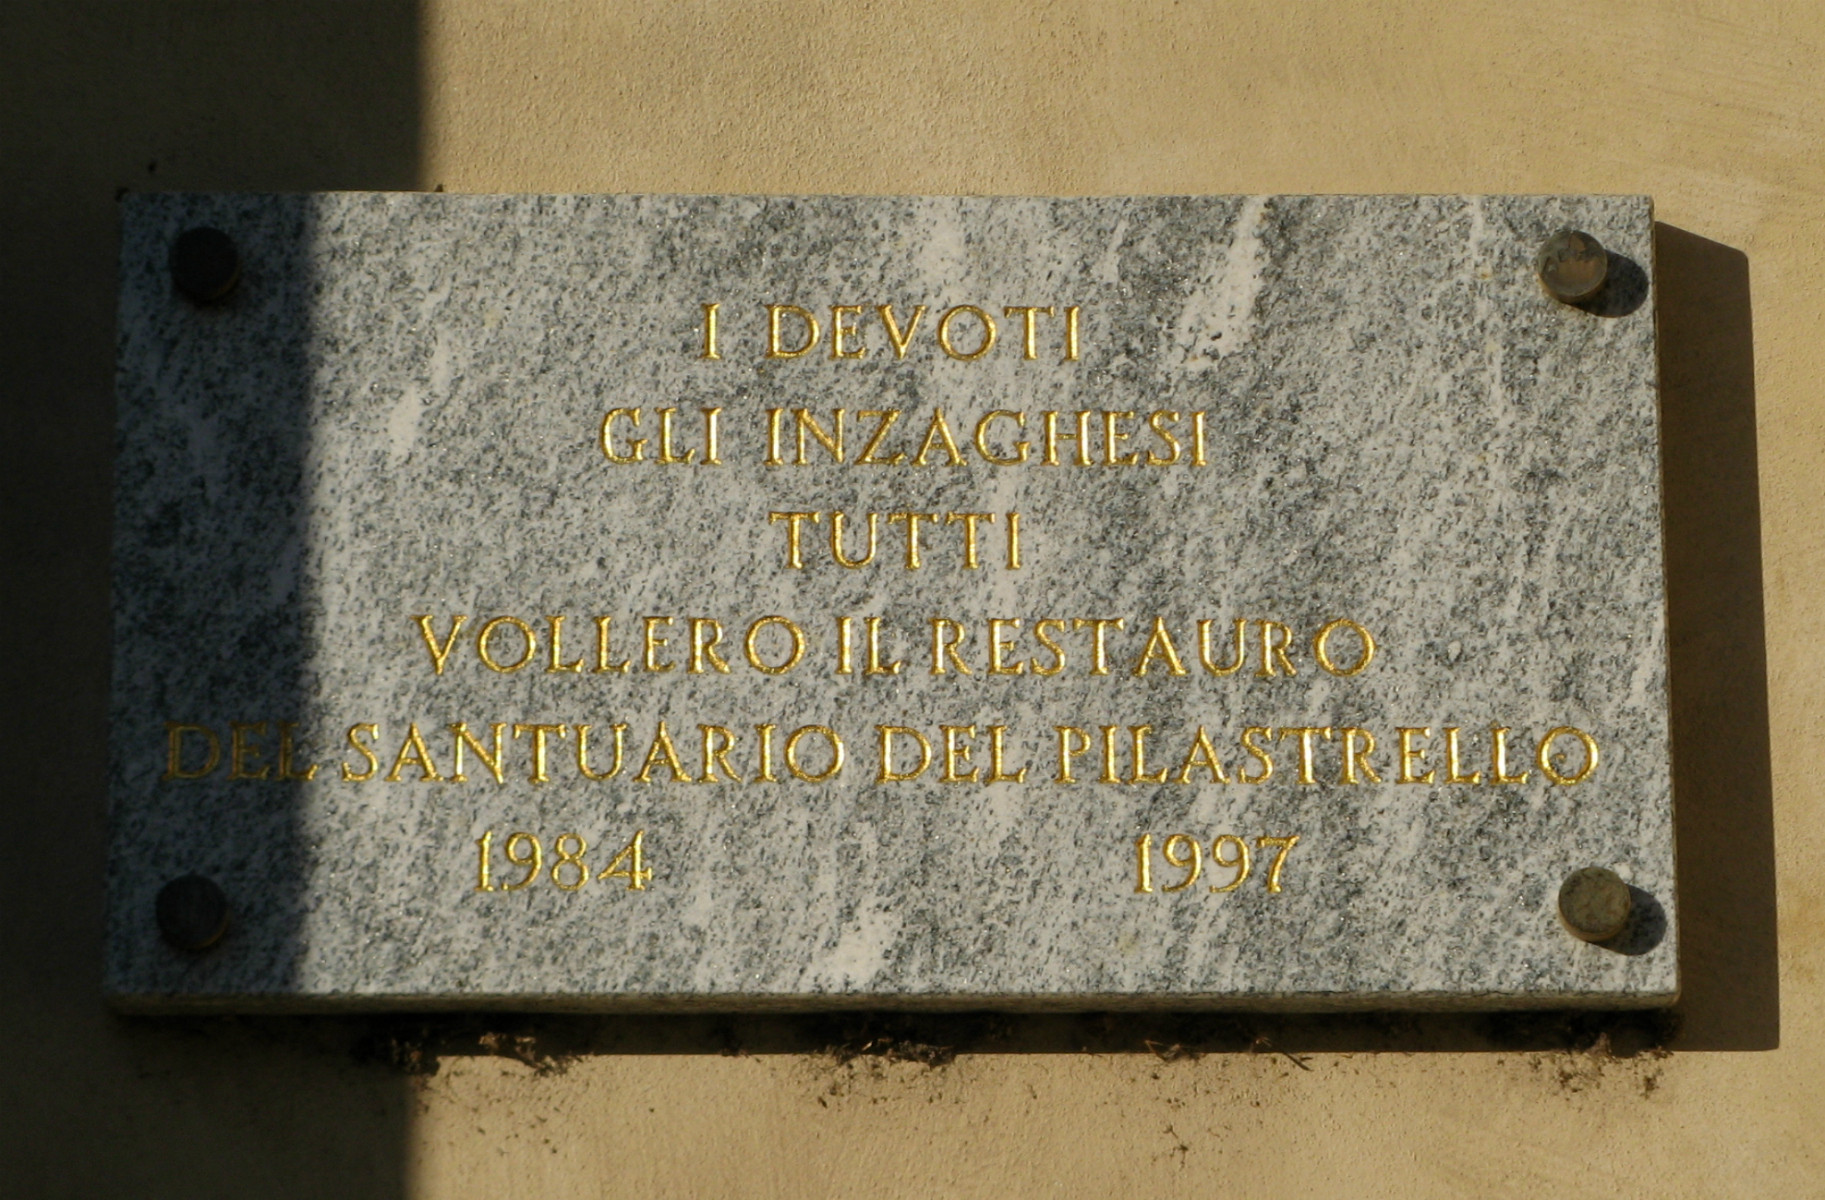 I DEVOTI
GLI INZAGHESI
TUTTI
VOLLERO IL RESTAURO
DEL SANTUARIO DEL PILASTRELLO
1984 1997